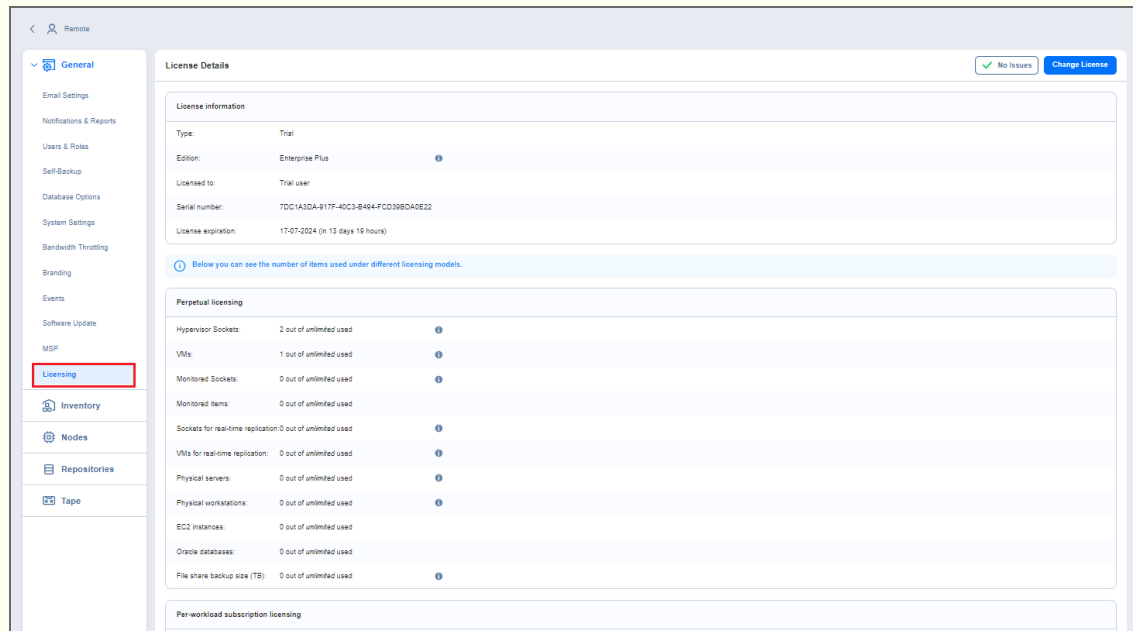 Remote
General
Email Settings
Notifications & Reports
Users & Roles
Self-Backup
Database Options
System Settings
Bandwidth Throttling
Branding
Events
Software Update
MSP
Licensing
Inventory
Nodes
Repositories
Tape
License Details
No Issues
Change License
License information
Type: Trial
Edition: Enterprise Plus
Licensed to: Trial user
Serial number: 7DC1A3DA-917F-40C3-B494-FCD39BDA0E22
License expiration: 17-07-2024 (in 13 days 19 hours)
Below you can see the number of items used under different licensing models.
Perpetual licensing
Hypervisor Sockets: 2 out of unlimited used
VMs: 1 out of unlimited used
Monitored Sockets: 0 out of unlimited used
Monitored items: 0 out of unlimited used
Sockets for real-time replication: 0 out of unlimited used
VMs for real-time replication: 0 out of unlimited used
Physical servers: 0 out of unlimited used
Physical workstations: 0 out of unlimited used
EC2 instances: 0 out of unlimited used
Oracle databases: 0 out of unlimited used
File share backup size (TB): 0 out of unlimited used
Per-workload subscription licensing